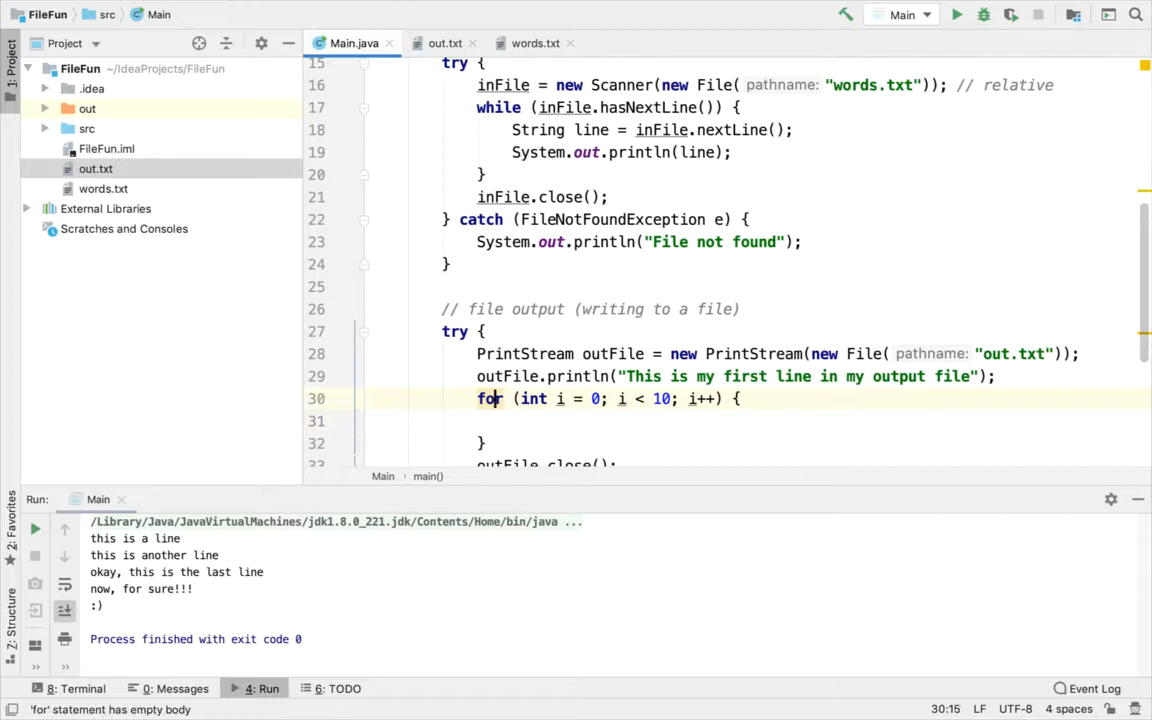 FileFun src Main Main
Project
Main.java out.txt words.txt
1: Project
FileFun ~/IdeaProjects/FileFun
.idea
out
src
FileFun.iml
out.txt
words.txt
External Libraries
Scratches and Consoles
15 try {
16 inFile = new Scanner(new File( pathname: "words.txt")); // relative
17 while (inFile.hasNextLine()) {
18 String line = inFile.nextLine();
19 System.out.println(line);
20 }
21 inFile.close();
22 } catch (FileNotFoundException e) {
23 System.out.println("File not found");
24 }
25
26 // file output (writing to a file)
27 try {
28 PrintStream outFile = new PrintStream(new File( pathname: "out.txt"));
29 outFile.println("This is my first line in my output file");
30 for (int i = 0; i < 10; i++) {
31
32 }
33 outFile.close();
Main main()
Run: Main
2: Favorites
Z: Structure
/Library/Java/JavaVirtualMachines/jdk1.8.0_221.jdk/Contents/Home/bin/java ...
this is a line
this is another line
okay, this is the last line
now, for sure!!!
:)
Process finished with exit code 0
8: Terminal 0: Messages 4: Run 6: TODO Event Log
'for' statement has empty body 30:15 LF UTF-8 4 spaces